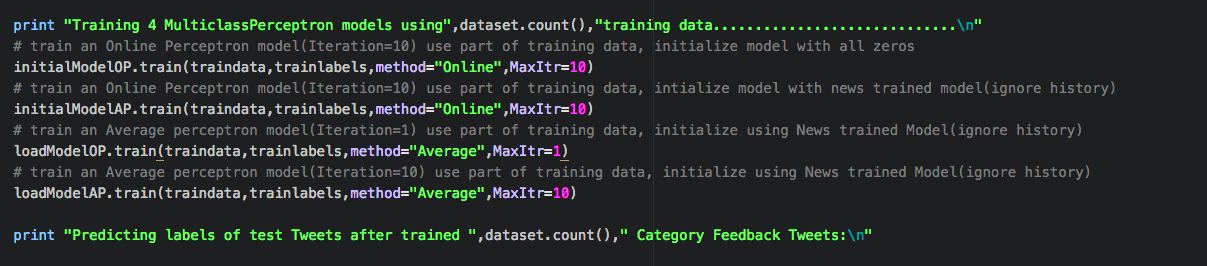 print "Training 4 MulticlassPerceptron models using",dataset.count(),"training data.............................\n"
# train an Online Perceptron model(Iteration=10) use part of training data, initialize model with all zeros
initialModelOP.train(traindata,trainlabels,method="Online",MaxItr=10)
# train an Online Perceptron model(Iteration=10) use part of training data, intialize model with news trained model(ignore history)
initialModelAP.train(traindata,trainlabels,method="Online",MaxItr=10)
# train an Average perceptron model(Iteration=1) use part of training data, initialize using News trained Model(ignore history)
loadModelOP.train(traindata,trainlabels,method="Average",MaxItr=1)
# train an Average perceptron model(Iteration=10) use part of training data, initialize using News trained Model(ignore history)
loadModelAP.train(traindata,trainlabels,method="Average",MaxItr=10)
print "Predicting labels of test Tweets after trained ",dataset.count()," Category Feedback Tweets:\n"